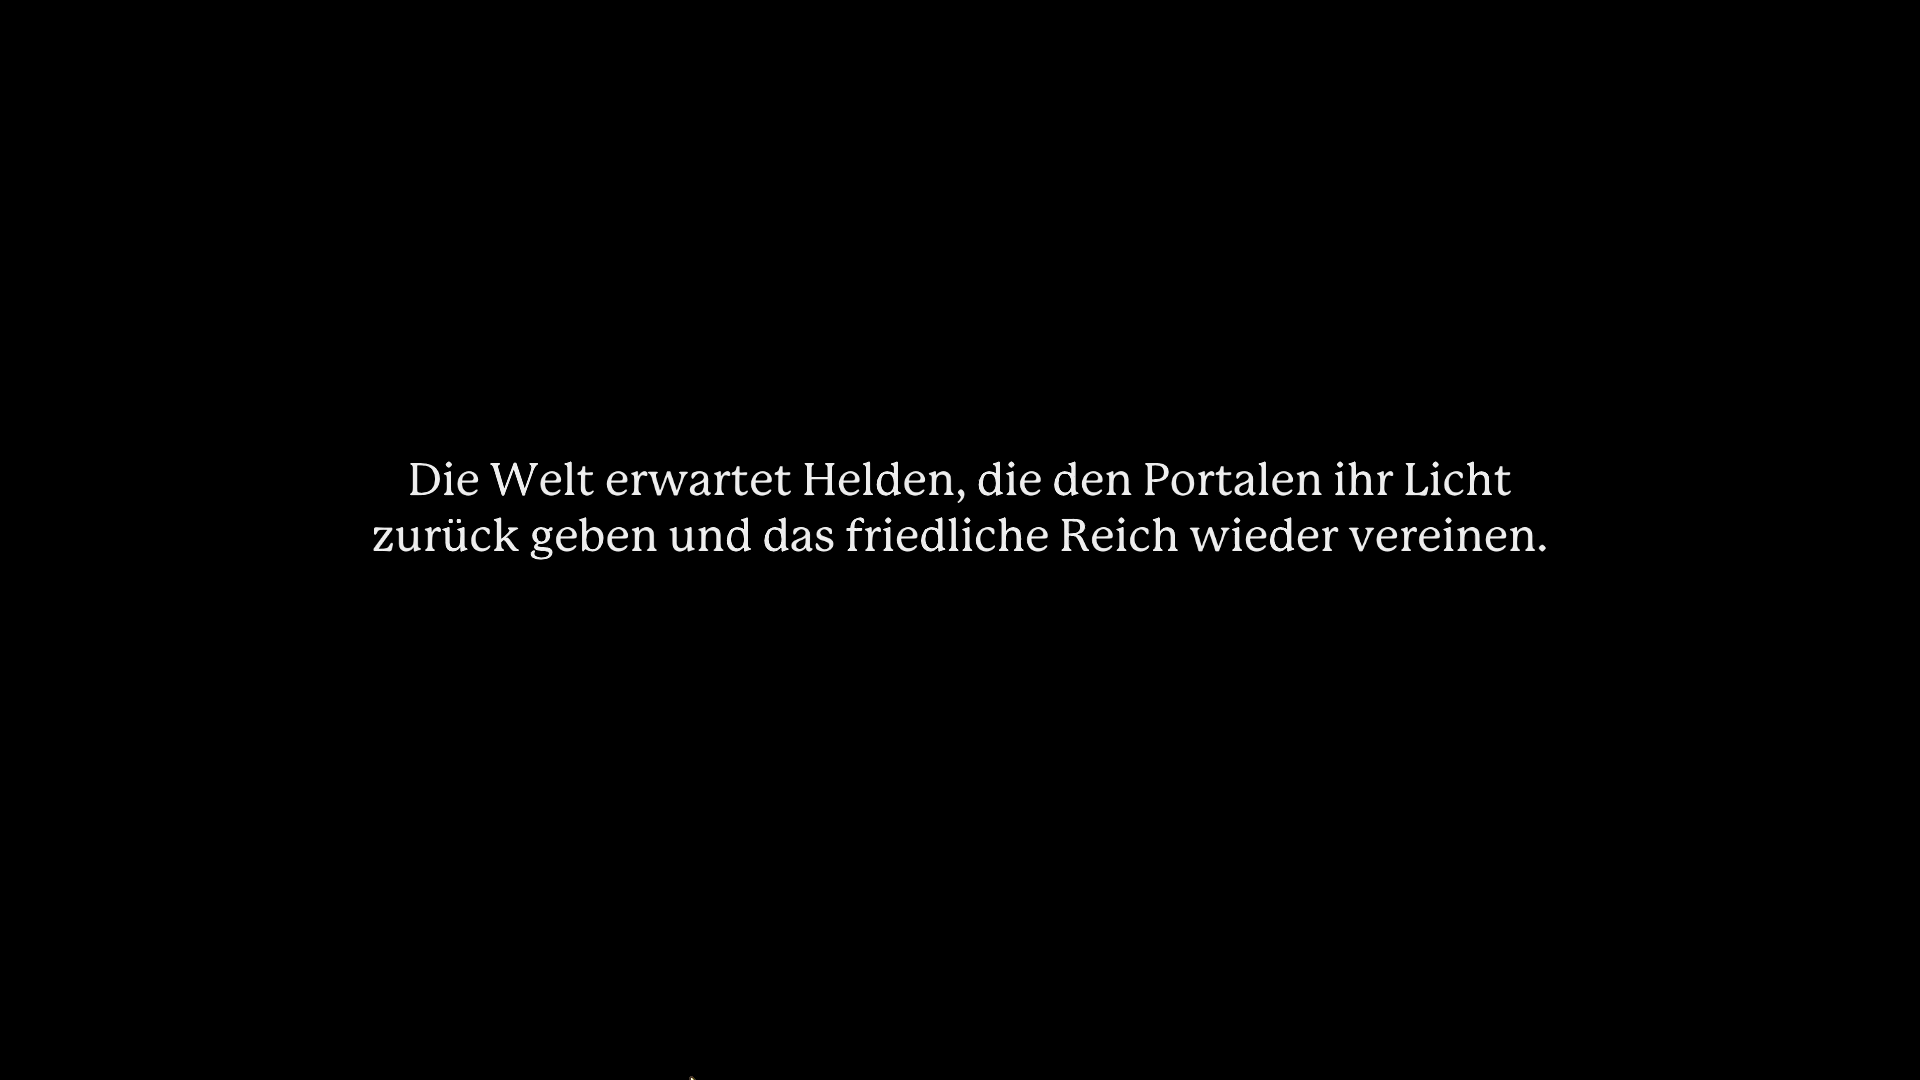 Die Welt erwartet Helden, die den Portalen ihr Licht
zurück geben und das friedliche Reich wieder vereinen.